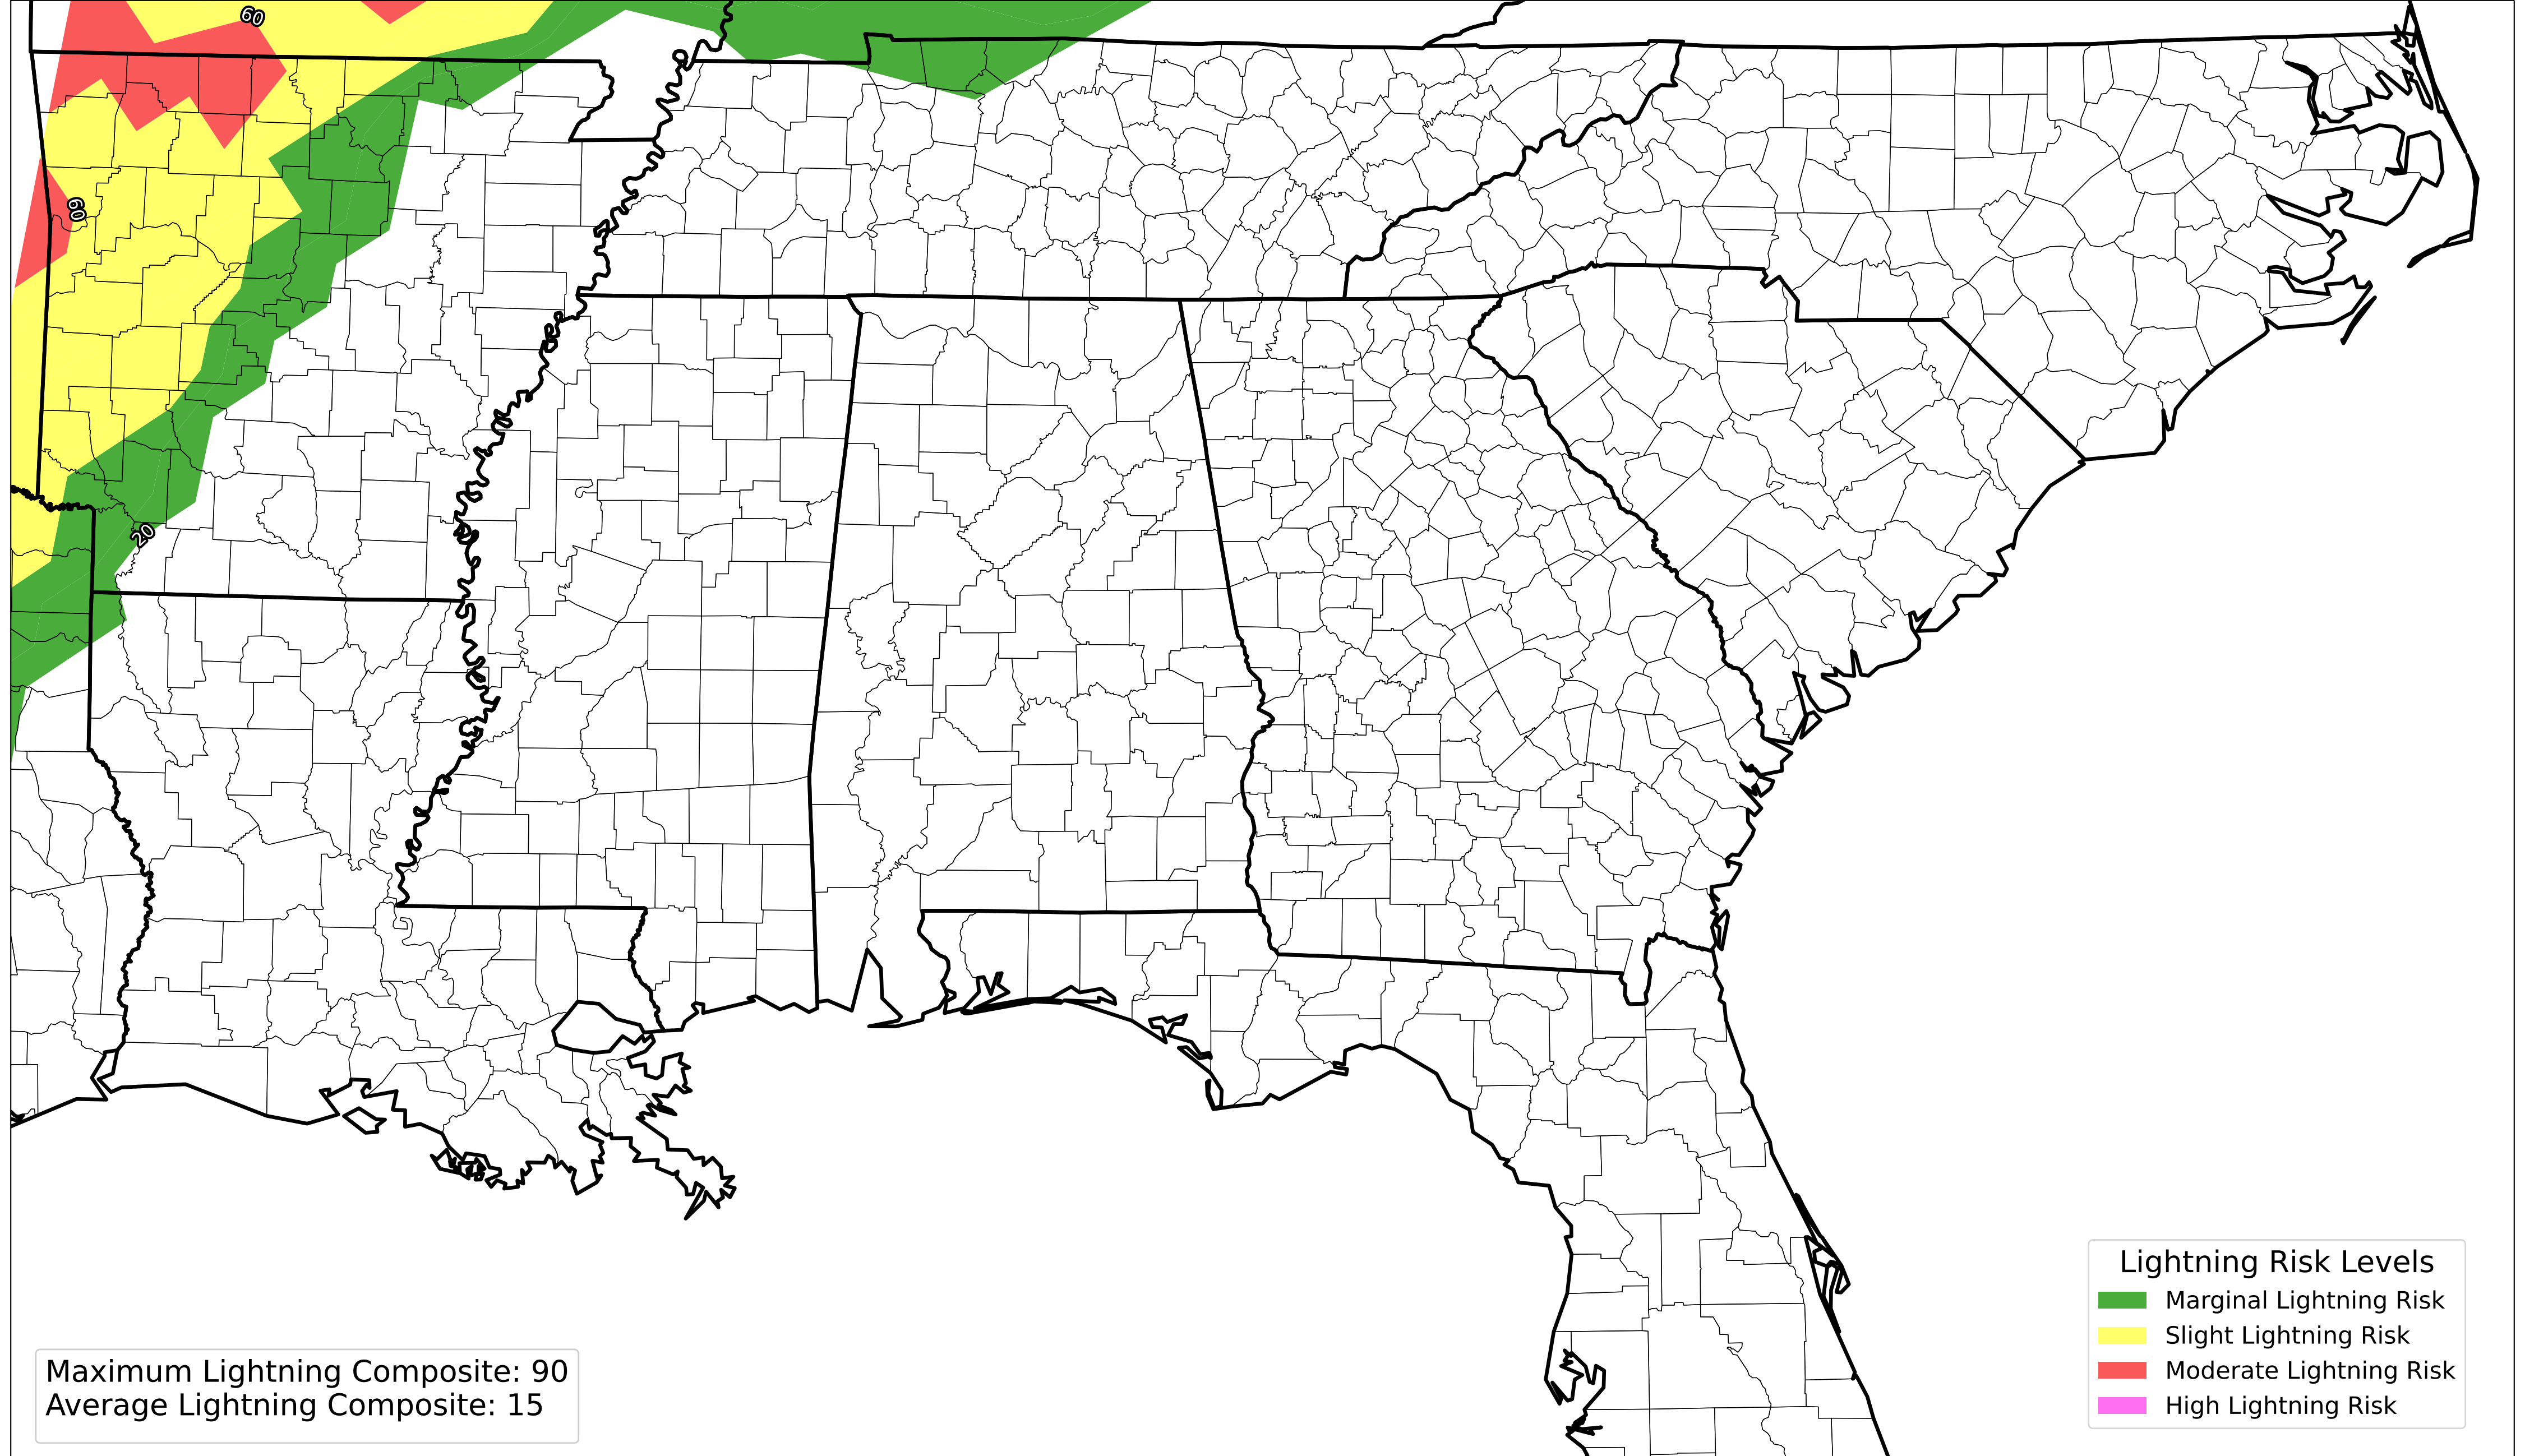 60
60
20
Lightning Risk Levels
Marginal Lightning Risk
Slight Lightning Risk
Moderate Lightning Risk
High Lightning Risk
Maximum Lightning Composite: 90
Average Lightning Composite: 15